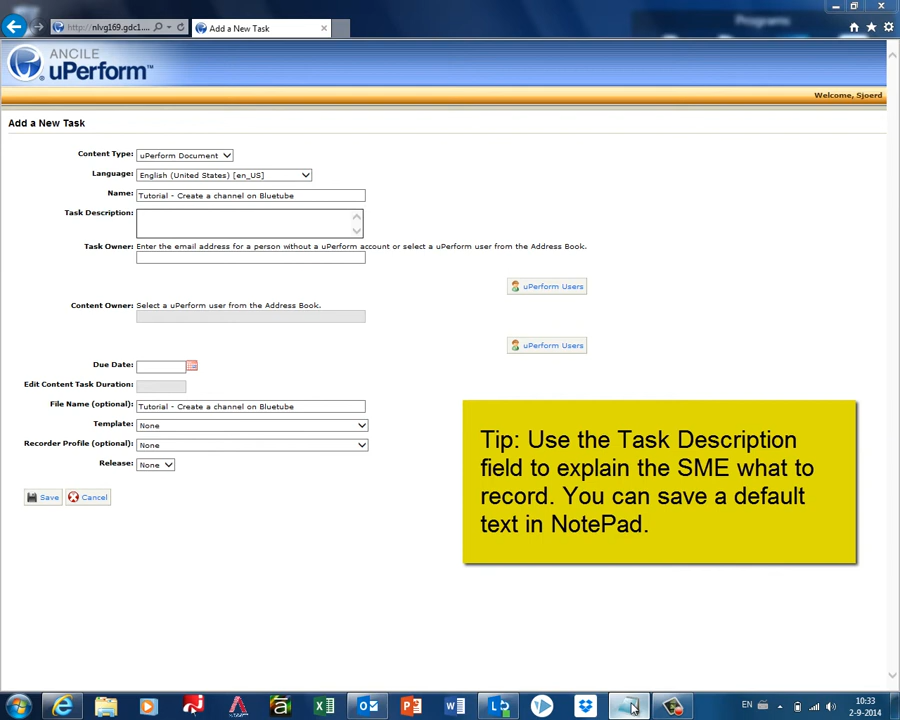 http://nlvg169.gdc1....
Add a New Task
Programs
ANCILE
uPerform™
Welcome, Sjoerd
Add a New Task
Content Type: uPerform Document
Language: English (United States) [en_US]
Name: Tutorial - Create a channel on Bluetube
Task Description:
Task Owner: Enter the email address for a person without a uPerform account or select a uPerform user from the Address Book.
uPerform Users
Content Owner: Select a uPerform user from the Address Book.
uPerform Users
Due Date:
Edit Content Task Duration:
File Name (optional): Tutorial - Create a channel on Bluetube
Template: None
Recorder Profile (optional): None
Release: None
Save Cancel
Tip: Use the Task Description
field to explain the SME what to
record. You can save a default
text in NotePad.
EN
10:33
2-9-2014